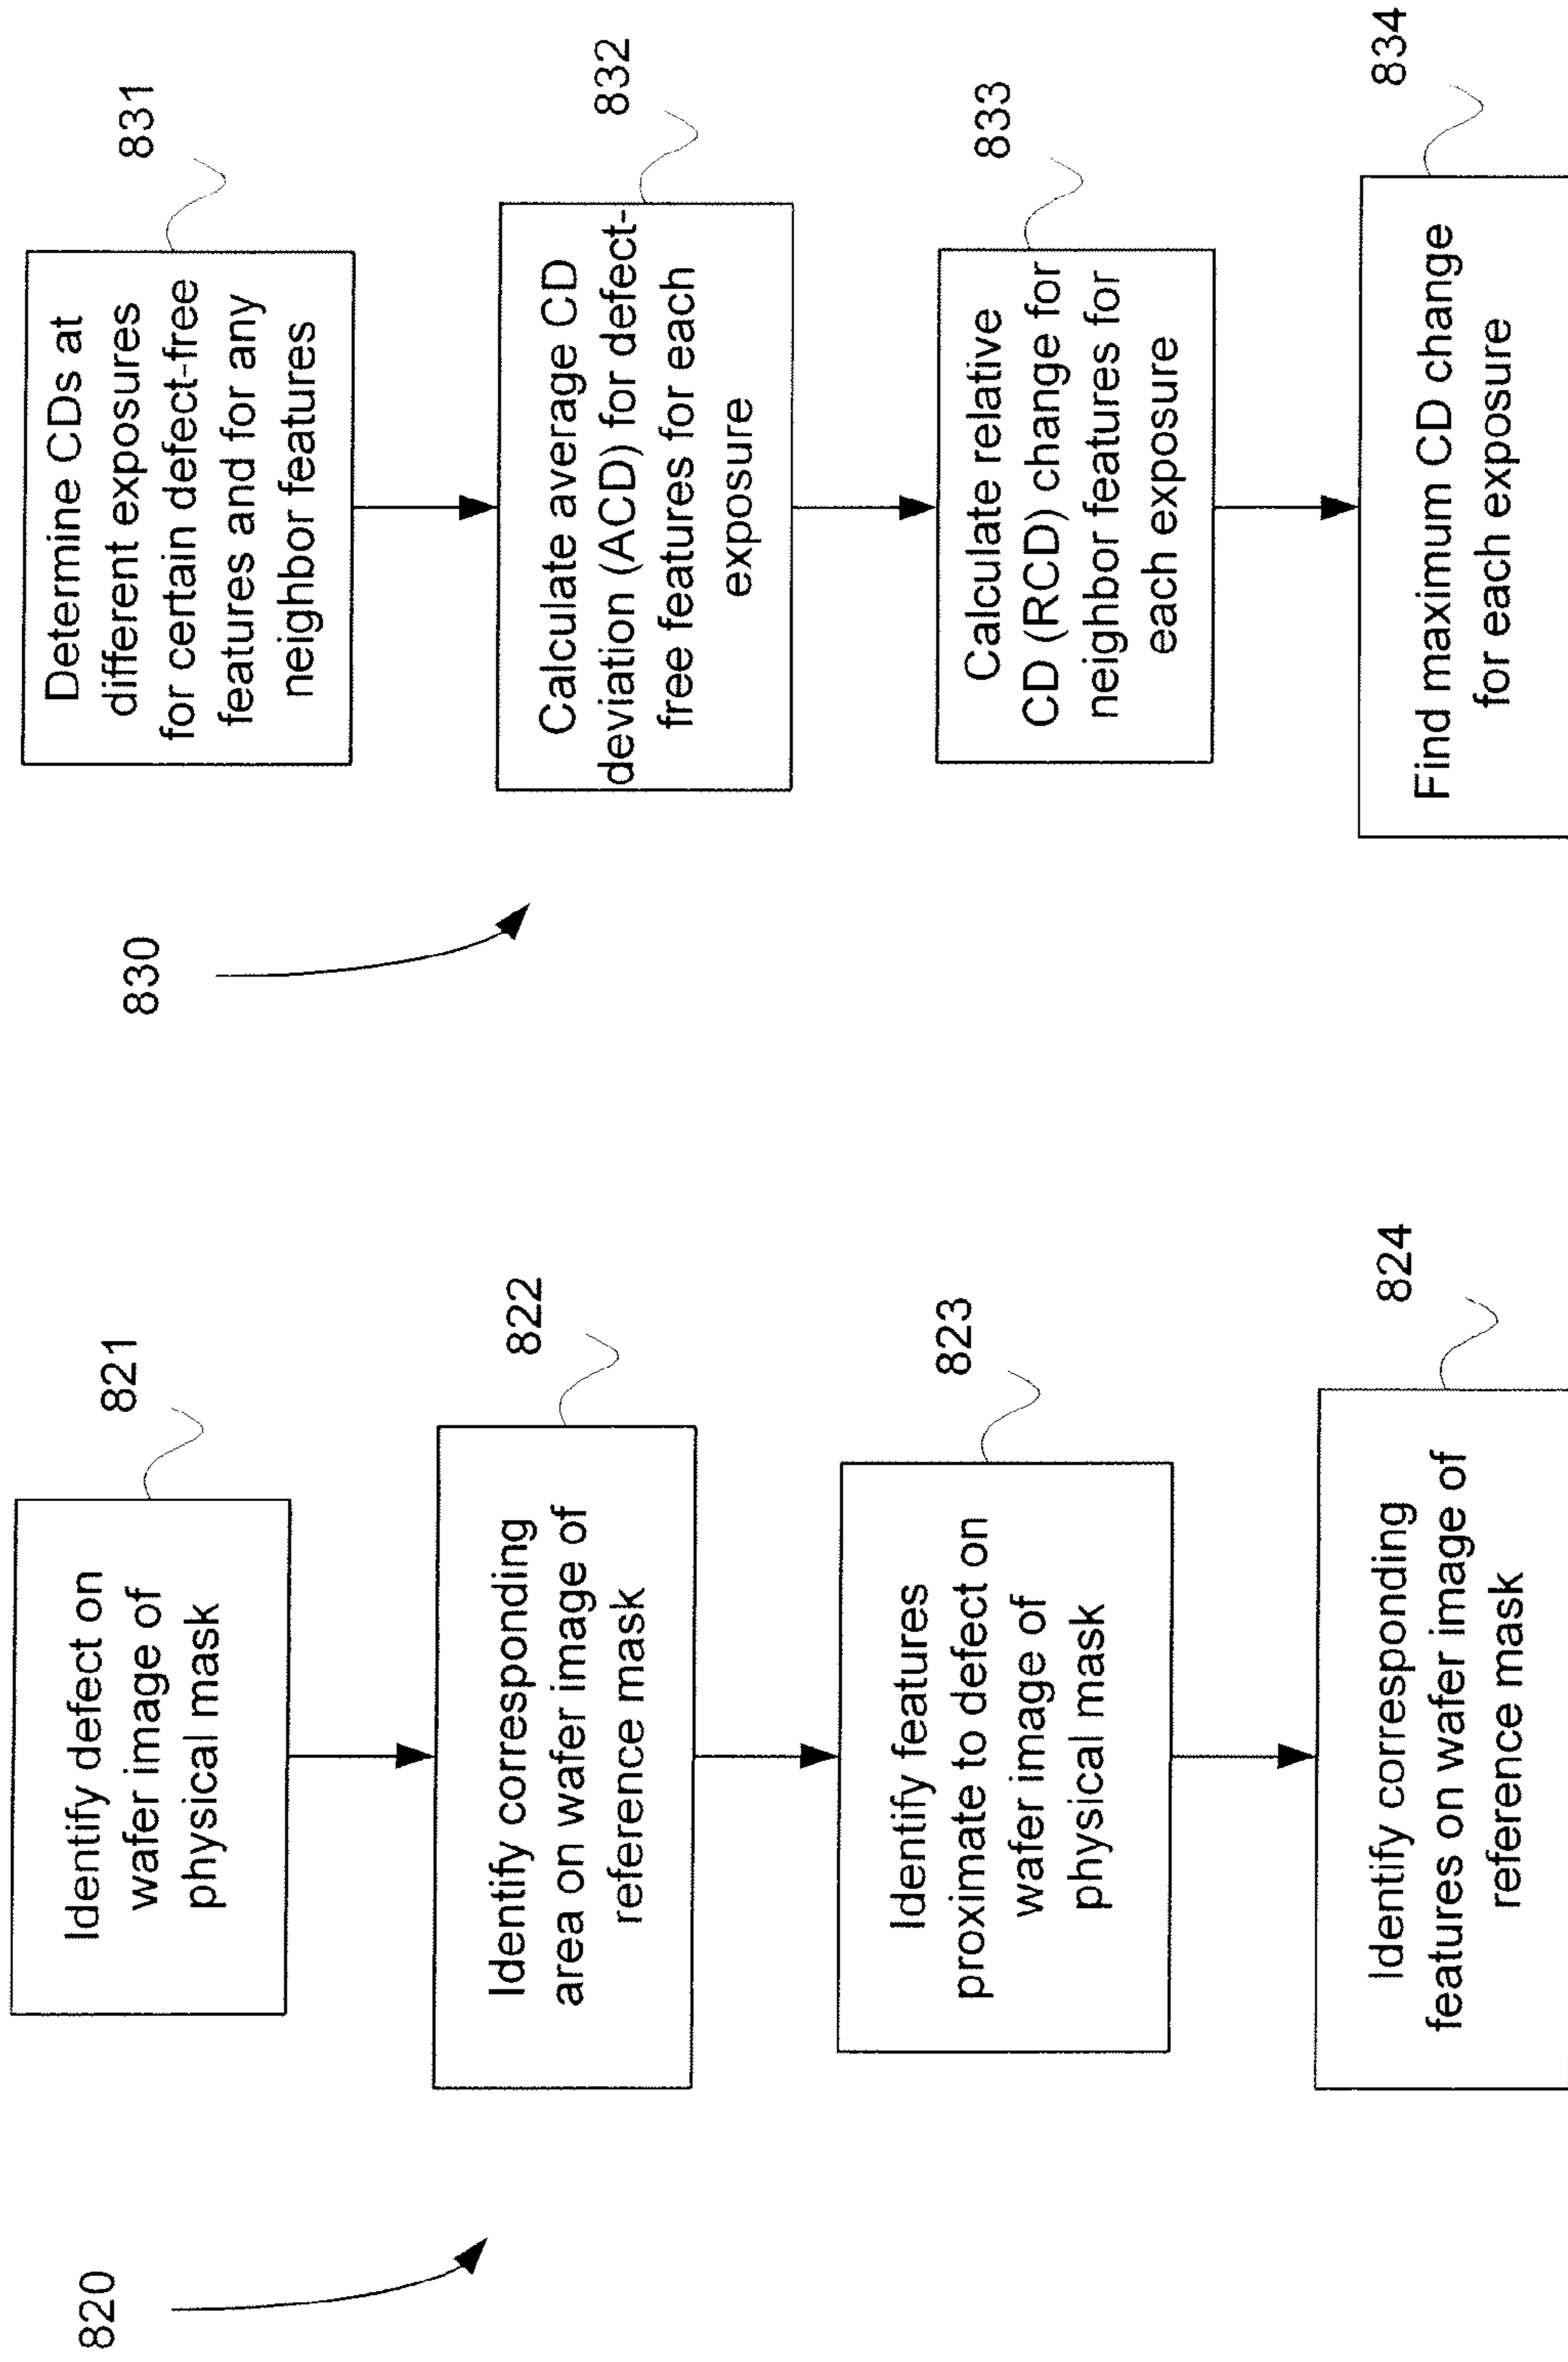 820
821
Identify defect on
wafer image of
physical mask
822
Identify corresponding
area on wafer image of
reference mask
823
Identify features
proximate to defect on
wafer image of
physical mask
824
Identify corresponding
features on wafer image of
reference mask
830
831
Determine CDs at
different exposures
for certain defect-free
features and for any
neighbor features
832
Calculate average CD
deviation (ACD) for defect-
free features for each
exposure
833
Calculate relative
CD (RCD) change for
neighbor features for
each exposure
834
Find maximum CD change
for each exposure